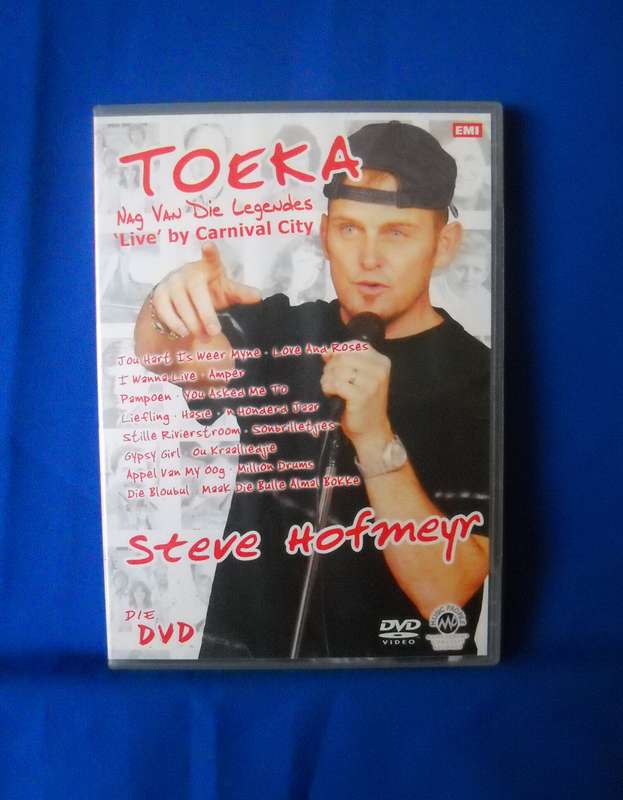 EMI
TOEKA
Nag Van Die Legendes
'Live' by Carnival City
Jou Hart Is Weer Myne · Love And Roses
I Wanna Live · Amper
Pampoen · You Asked Me To
Liefling · Hasie · 'n Honderd Jaar
Stille Rivierstroom · Sonbrilletjies
Gypsy Girl · Ou Kraalliedjie
Appel Van My Oog · Million Drums
Die Bloubul · Maak Die Bulle Almal Bokke
Steve Hofmeyr
DIE
DVD
DVD
VIDEO